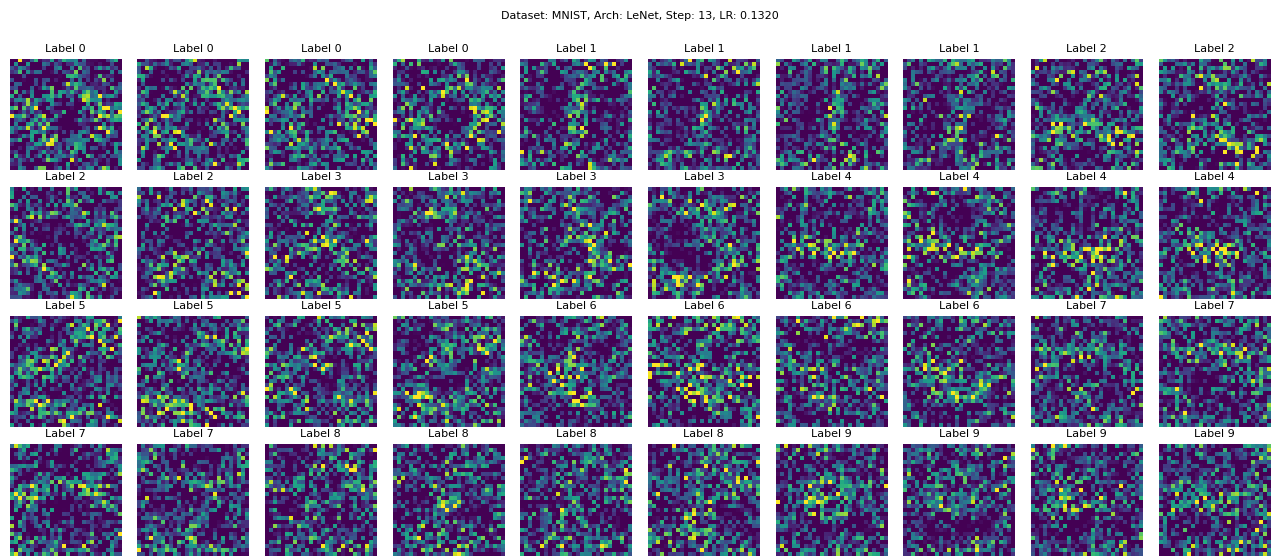 Dataset: MNIST, Arch: LeNet, Step: 13, LR: 0.1320
Label 0 Label 0 Label 0 Label 0 Label 1 Label 1 Label 1 Label 1 Label 2 Label 2
Label 2 Label 2 Label 3 Label 3 Label 3 Label 3 Label 4 Label 4 Label 4 Label 4
Label 5 Label 5 Label 5 Label 5 Label 6 Label 6 Label 6 Label 6 Label 7 Label 7
Label 7 Label 7 Label 8 Label 8 Label 8 Label 8 Label 9 Label 9 Label 9 Label 9